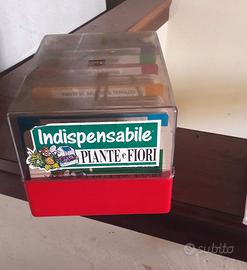 Indispensabile
PIANTE e FIORI
subito